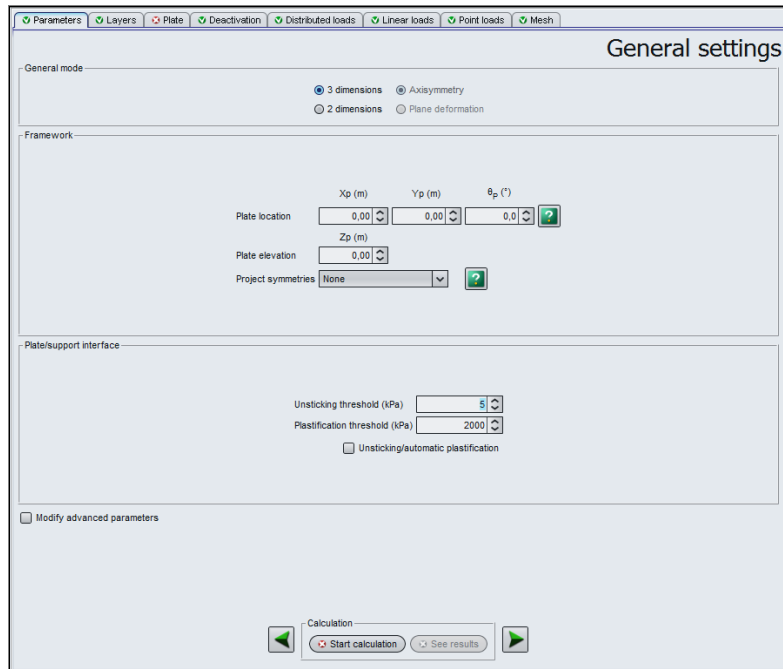 Parameters Layers Plate Deactivation Distributed loads Linear loads Point loads Mesh
General settings
General mode
3 dimensions Axisymmetry
2 dimensions Plane deformation
Framework
Xp (m) Yp (m) θp (°)
Plate location 0,00 0,00 0,0 ?
Zp (m)
Plate elevation 0,00
Project symmetries None ?
Plate/support interface
Unsticking threshold (kPa) 5
Plastification threshold (kPa) 2000
Unsticking/automatic plastification
Modify advanced parameters
Calculation
Start calculation See results